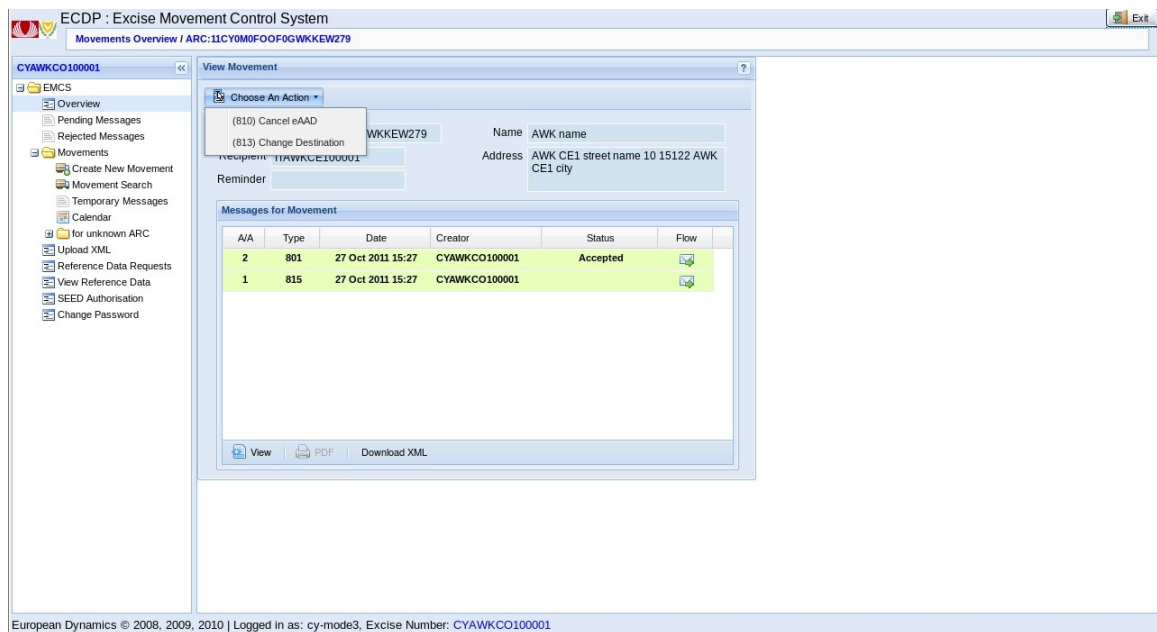 ECDP : Excise Movement Control System
Exit
Movements Overview / ARC:11CY0M0FOOF0GWKKEW279
CYAWKCO100001
EMCS
Overview
Pending Messages
Rejected Messages
Movements
Create New Movement
Movement Search
Temporary Messages
Calendar
for unknown ARC
Upload XML
Reference Data Requests
View Reference Data
SEED Authorisation
Change Password
View Movement
?
Choose An Action
(810) Cancel eAAD
(813) Change Destination
WKKEW279
Name AWK name
Recipient ITAWKCE100001
Address AWK CE1 street name 10 15122 AWK
CE1 city
Reminder
Messages for Movement
A/A Type Date Creator Status Flow
2 801 27 Oct 2011 15:27 CYAWKCO100001 Accepted
1 815 27 Oct 2011 15:27 CYAWKCO100001
View PDF Download XML
European Dynamics © 2008, 2009, 2010 | Logged in as: cy-mode3, Excise Number: CYAWKCO100001